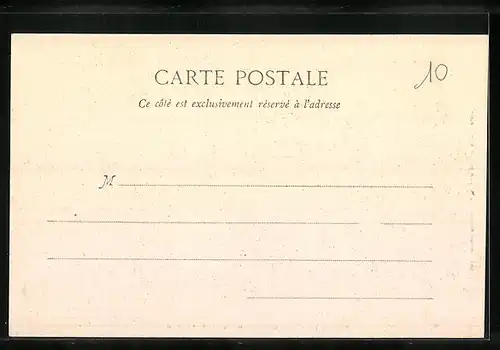 CARTE POSTALE
10
Ce côté est exclusivement réservé à l'adresse
M